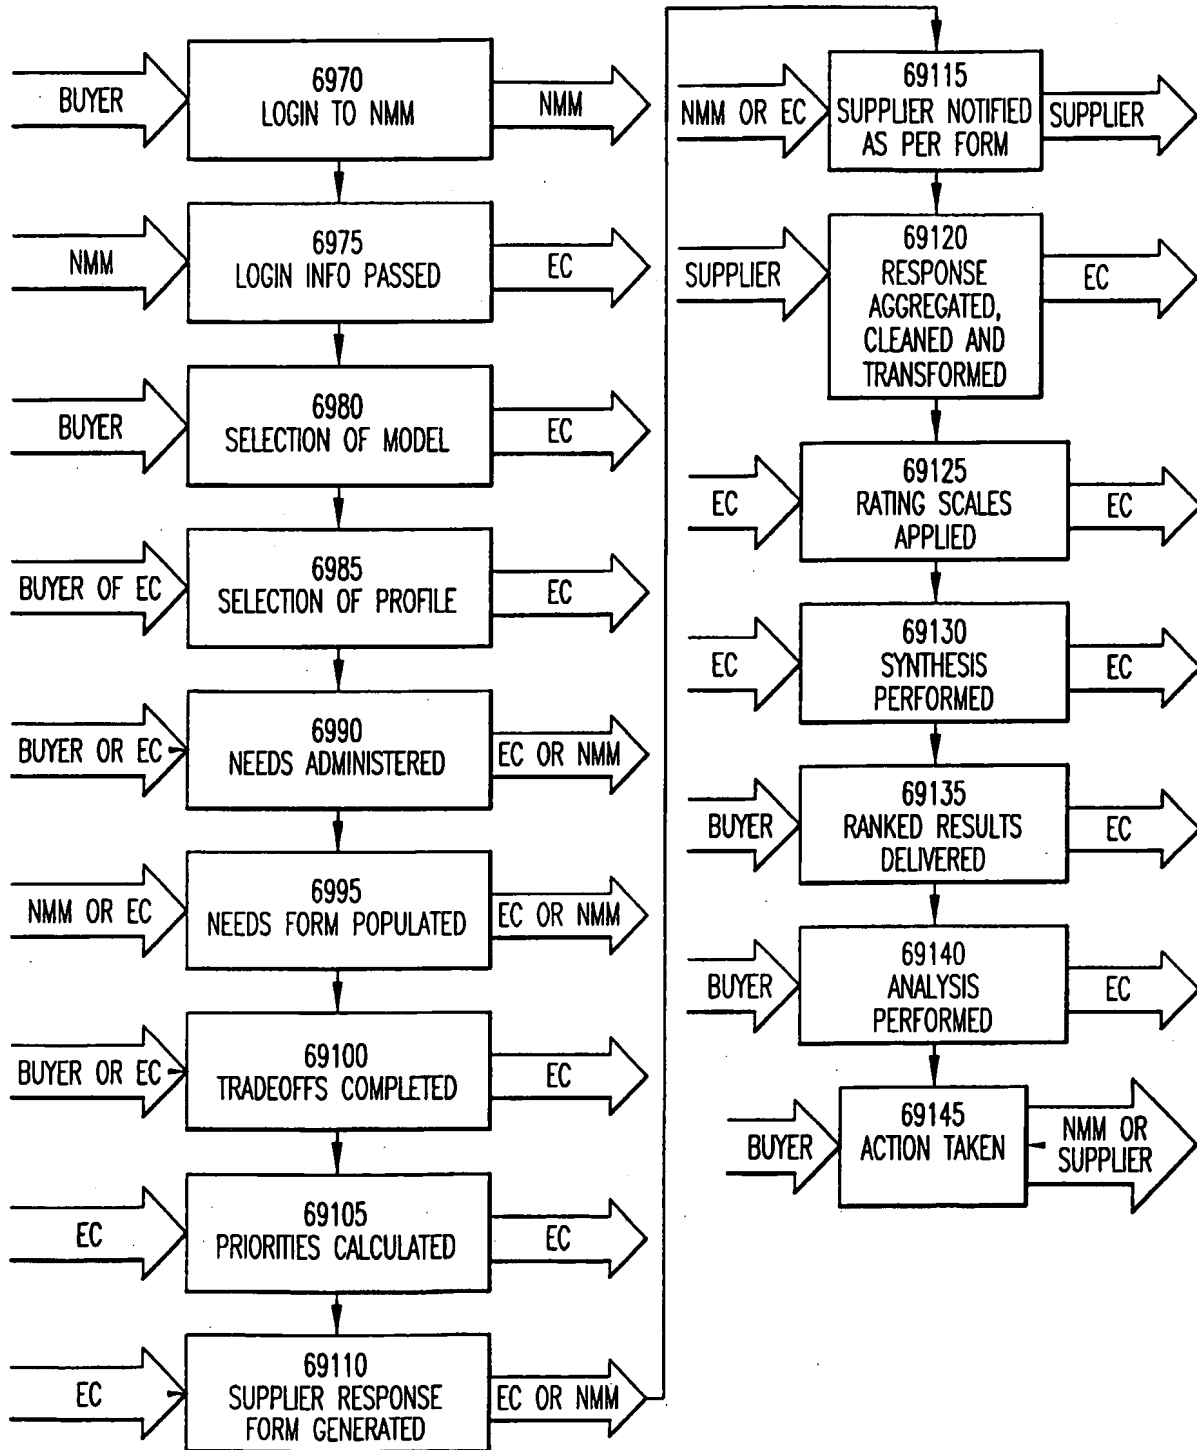 BUYER
6970
LOGIN TO NMM
NMM
NMM
6975
LOGIN INFO PASSED
EC
BUYER
6980
SELECTION OF MODEL
EC
BUYER OF EC
6985
SELECTION OF PROFILE
EC
BUYER OR EC
6990
NEEDS ADMINISTERED
EC OR NMM
NMM OR EC
6995
NEEDS FORM POPULATED
EC OR NMM
BUYER OR EC
69100
TRADEOFFS COMPLETED
EC
EC
69105
PRIORITIES CALCULATED
EC
EC
69110
SUPPLIER RESPONSE
FORM GENERATED
EC OR NMM
NMM OR EC
69115
SUPPLIER NOTIFIED
AS PER FORM
SUPPLIER
SUPPLIER
69120
RESPONSE
AGGREGATED,
CLEANED AND
TRANSFORMED
EC
EC
69125
RATING SCALES
APPLIED
EC
EC
69130
SYNTHESIS
PERFORMED
EC
BUYER
69135
RANKED RESULTS
DELIVERED
EC
BUYER
69140
ANALYSIS
PERFORMED
EC
BUYER
69145
ACTION TAKEN
NMM OR
SUPPLIER